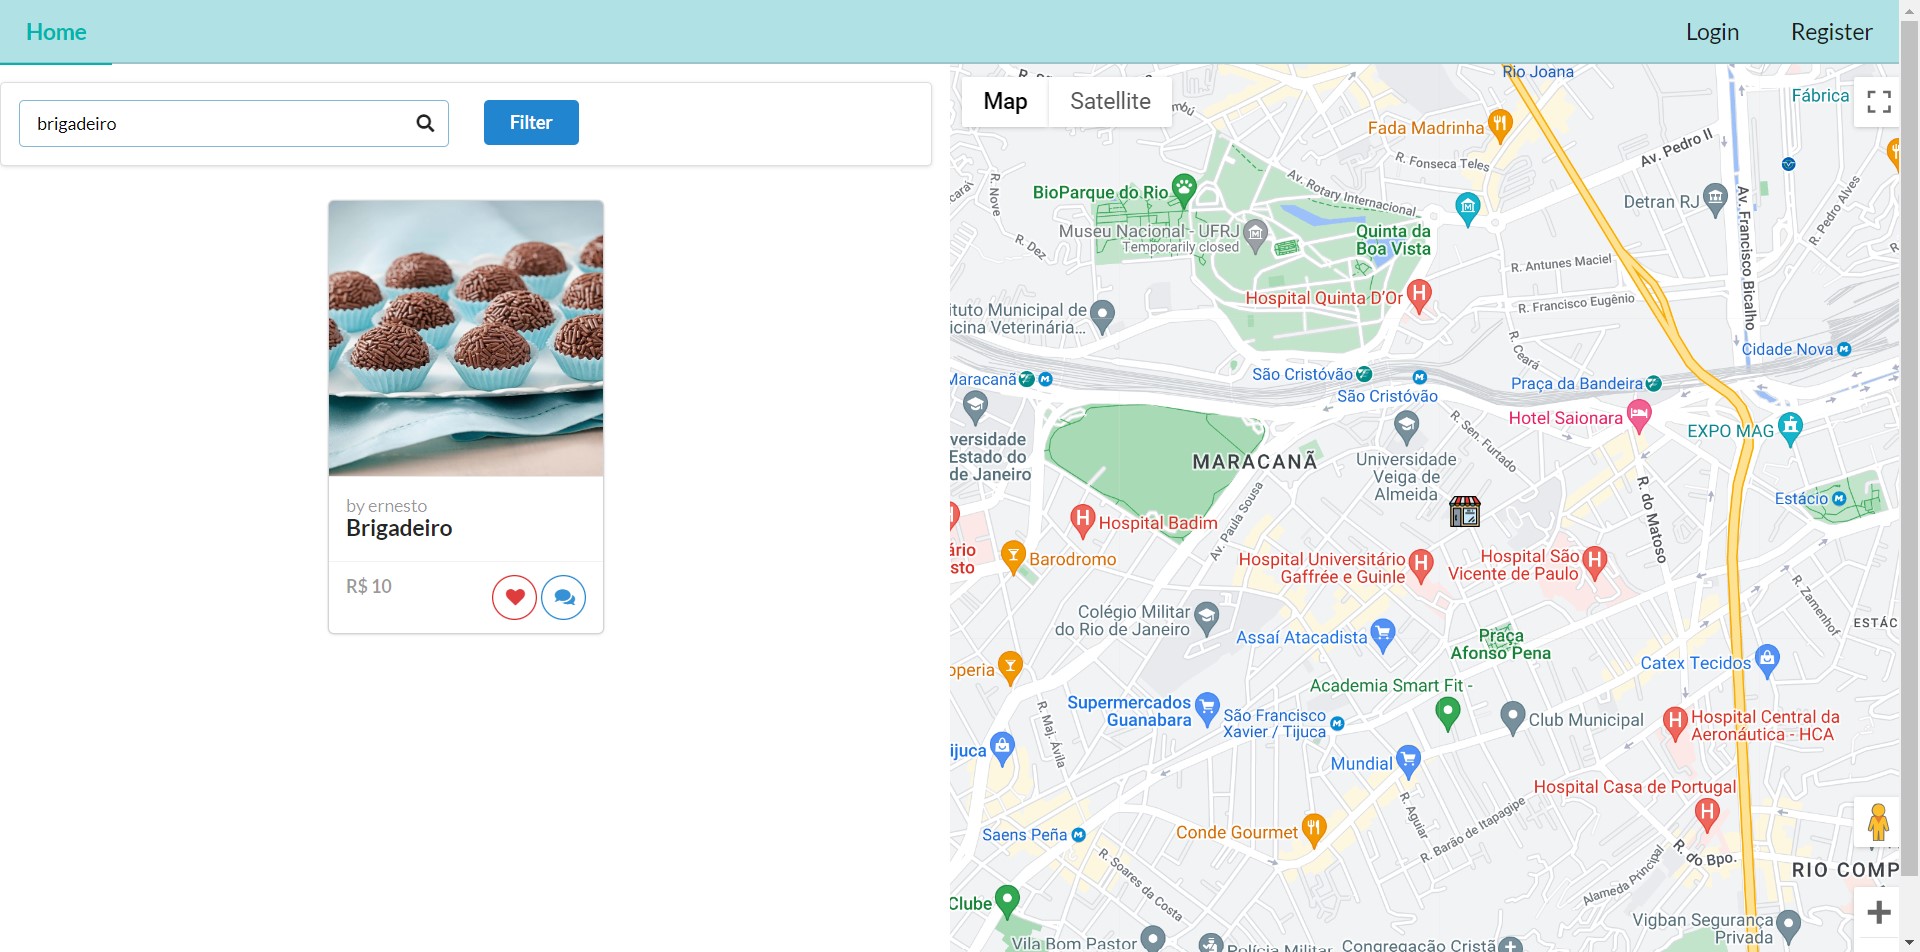 Home
Login
Register
brigadeiro
Filter
by ernesto
Brigadeiro
R$ 10
Map
Satellite
Rio Joana
Fábrica
Fada Madrinha
R. Fonseca Teles
Av. Pedro II
BioParque do Rio
Av. Rotary Internacional
R. Nove
Detran RJ
Av. Francisco Bicalho
R. Pedro Alves
Museu Nacional - UFRJ
Temporarily closed
Quinta da
Boa Vista
R. Dez
R. Antunes Maciel
Hospital Quinta D'Or
R. Francisco Eugênio
ituto Municipal de
icina Veterinária...
R. Ceará
Cidade Nova
Maracanã
São Cristóvão
São Cristóvão
Praça da Bandeira
Hotel Saionara
EXPO MAG
R. Sen. Furtado
versidade
Estado do
de Janeiro
MARACANÃ
Universidade
Veiga de
Almeida
R. do Matoso
Estácio
Av. Paula Sousa
Hospital Badim
ário
sto
Barodromo
Hospital Universitário
Gaffrée e Guinle
Hospital São
Vicente de Paulo
R. Zamenhof
Colégio Militar
do Rio de Janeiro
ESTÁC
Assaí Atacadista
Praça
Afonso Pena
Catex Tecidos
operia
Academia Smart Fit -
Supermercados
Guanabara
São Francisco
Xavier / Tijuca
Club Municipal
Hospital Central da
Aeronáutica - HCA
R. Maj. Ávila
ijuca
Mundial
Hospital Casa de Portugal
R. Aguiar
Saens Peña
Conde Gourmet
R. Barão de Itapagipe
R. do Bpo.
RIO COMP
R. Soares da Costa
Alameda Principal
Clube
Vigban Segurança
Privada
Vila Bom Pastor
Polícia Militar
Congregação Cristã